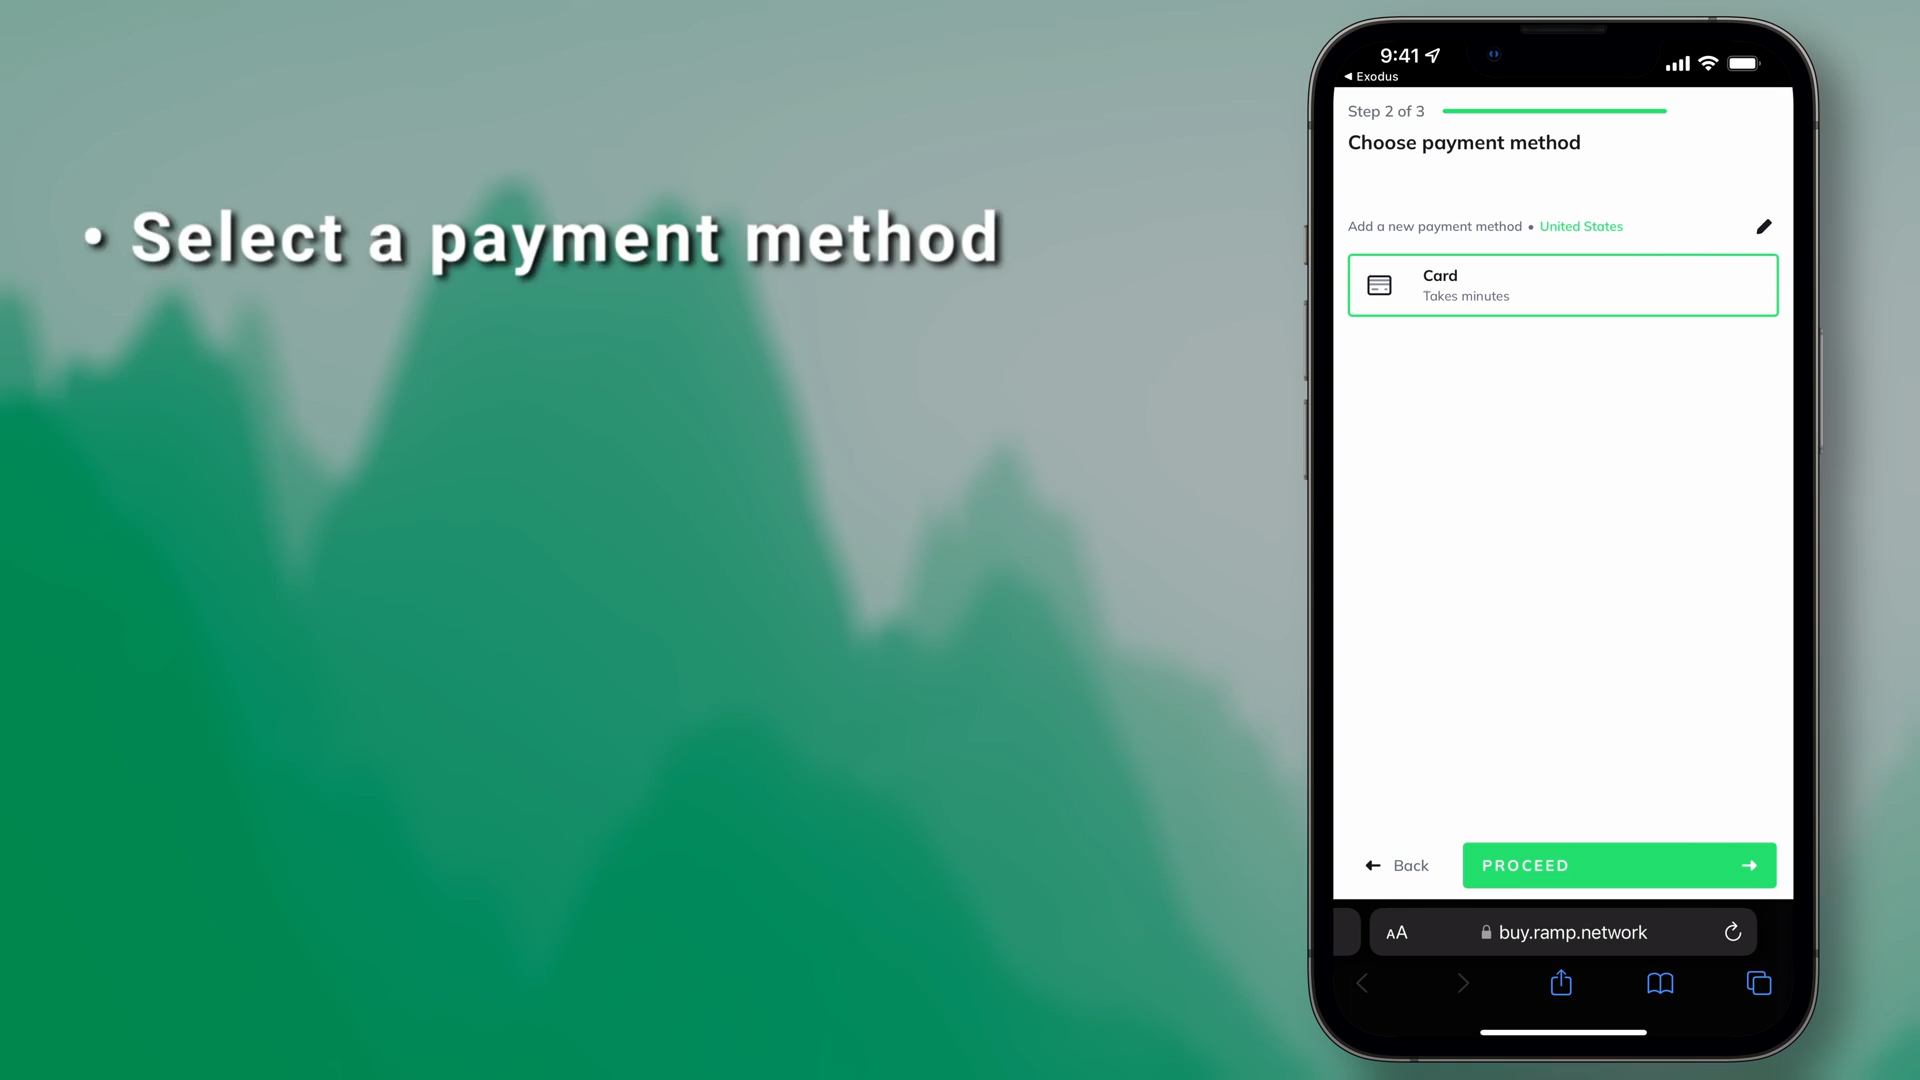 • Select a payment method
9:41
◀ Exodus
Step 2 of 3
Choose payment method
Add a new payment method • United States
Card
Takes minutes
Back
PROCEED
AA
buy.ramp.network